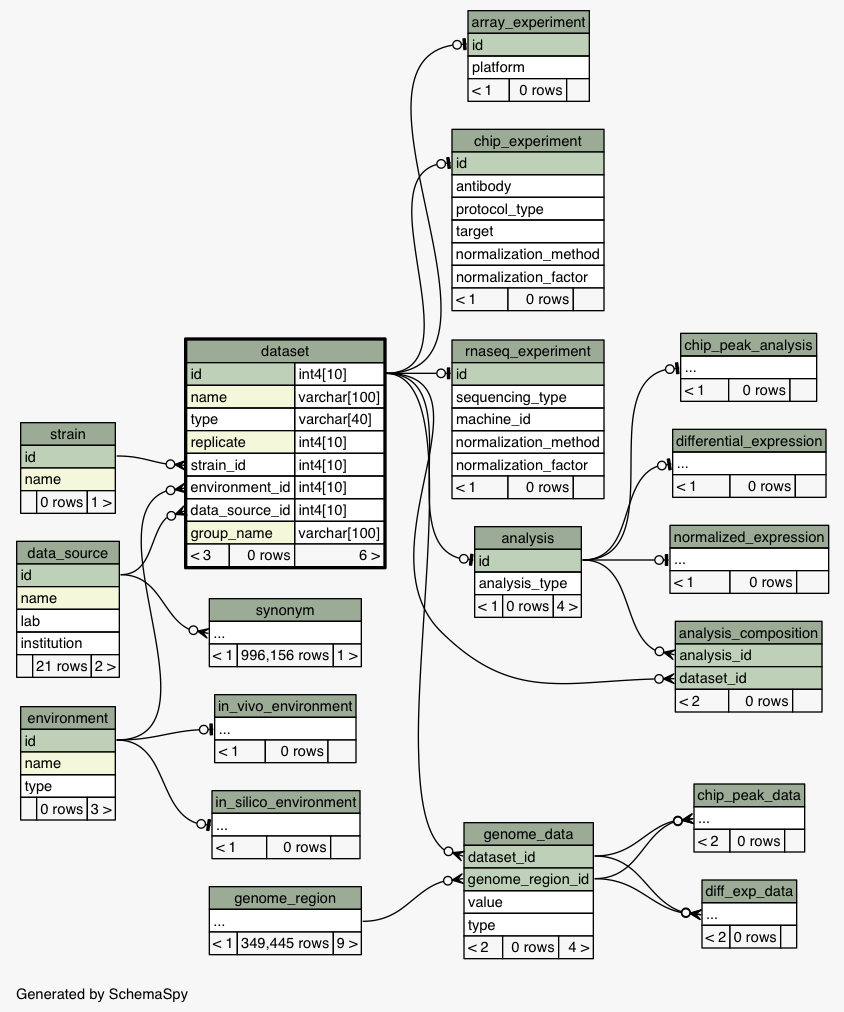 array_experiment
id
platform
< 1 0 rows
chip_experiment
id
antibody
protocol_type
target
normalization_method
normalization_factor
< 1 0 rows
dataset
id int4[10]
name varchar[100]
type varchar[40]
replicate int4[10]
strain_id int4[10]
environment_id int4[10]
data_source_id int4[10]
group_name varchar[100]
< 3 0 rows 6 >
rnaseq_experiment
id
sequencing_type
machine_id
normalization_method
normalization_factor
< 1 0 rows
chip_peak_analysis
...
< 1 0 rows
strain
id
name
0 rows 1 >
differential_expression
...
< 1 0 rows
analysis
id
analysis_type
< 1 0 rows 4 >
normalized_expression
...
< 1 0 rows
data_source
id
name
lab
institution
21 rows 2 >
synonym
...
< 1 996,156 rows 1 >
analysis_composition
analysis_id
dataset_id
< 2 0 rows
environment
id
name
type
0 rows 3 >
in_vivo_environment
...
< 1 0 rows
in_silico_environment
...
< 1 0 rows
chip_peak_data
...
< 2 0 rows
genome_data
dataset_id
genome_region_id
value
type
< 2 0 rows 4 >
genome_region
...
< 1 349,445 rows 9 >
diff_exp_data
...
< 2 0 rows
Generated by SchemaSpy